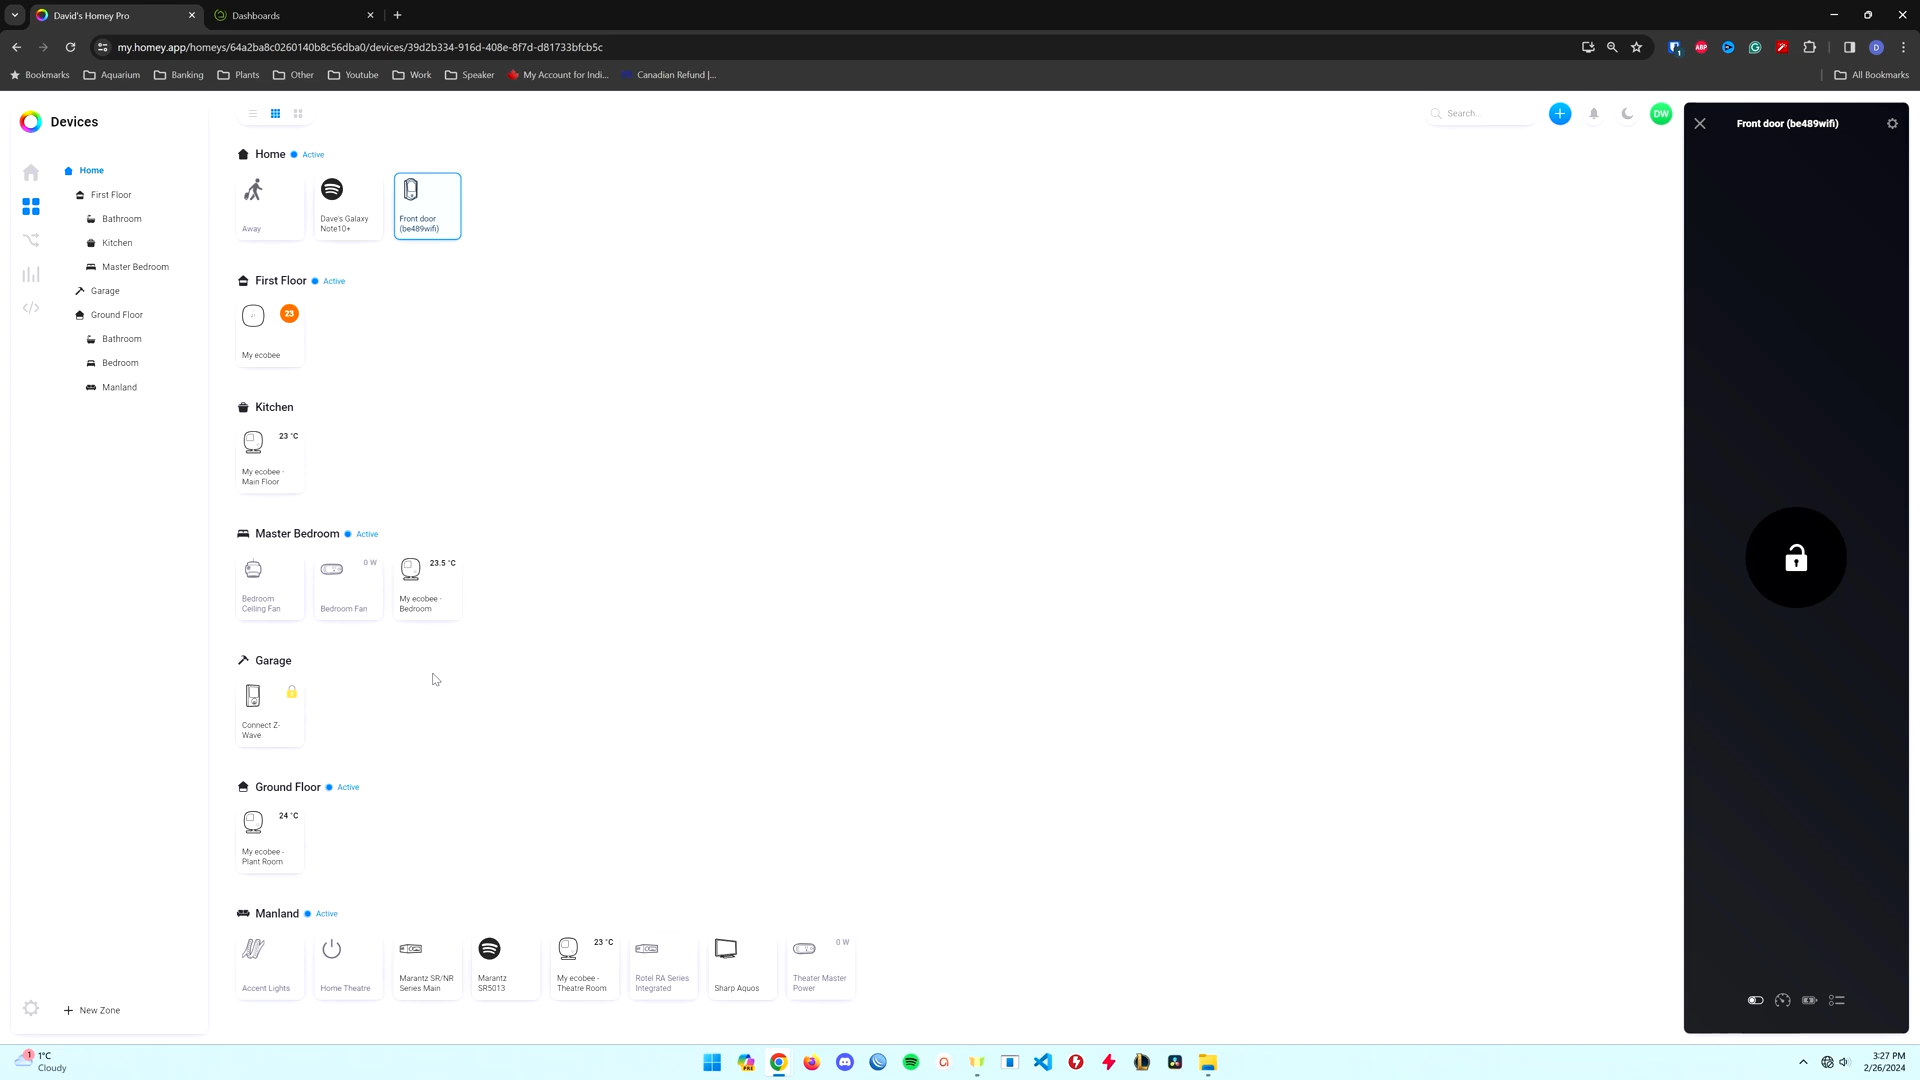 David's Homey Pro
Dashboards
my.homey.app/homeys/64a2ba8c0260140b8c56dba0/devices/39d2b334-916d-408e-8f7d-d81733bfcb5c
1
ABP
D
Bookmarks
Aquarium
Banking
Plants
Other
Youtube
Work
Speaker
My Account for Indi...
Canadian Refund |...
All Bookmarks
Devices
Search...
DW
Front door (be489wifi)
Home
First Floor
Bathroom
Kitchen
Master Bedroom
Garage
Ground Floor
Bathroom
Bedroom
Manland
New Zone
Home Active
Away
Dave's Galaxy
Note10+
Front door
(be489wifi)
First Floor Active
23
My ecobee
Kitchen
23 °C
My ecobee -
Main Floor
Master Bedroom Active
Bedroom
Ceiling Fan
0 W
Bedroom Fan
23.5 °C
My ecobee -
Bedroom
Garage
Connect Z-
Wave
Ground Floor Active
24 °C
My ecobee -
Plant Room
Manland Active
Accent Lights
Home Theatre
Marantz SR/NR
Series Main
Marantz
SR5013
23 °C
My ecobee -
Theatre Room
Rotel RA Series
Integrated
Sharp Aquos
0 W
Theater Master
Power
1
1°C
Cloudy
PRE
3:27 PM
2/26/2024